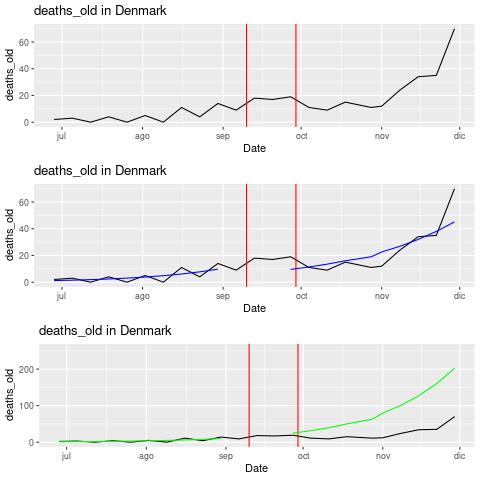 deaths_old in Denmark
deaths_old
60
40
20
0
jul ago sep oct nov dic
Date
deaths_old in Denmark
deaths_old
60
40
20
0
jul ago sep oct nov dic
Date
deaths_old in Denmark
deaths_old
200
100
0
jul ago sep oct nov dic
Date